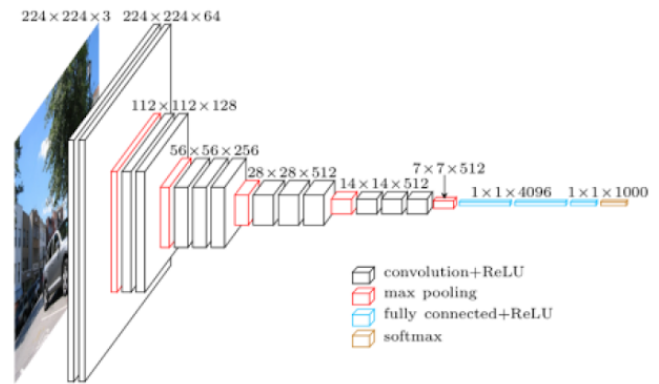 224×224×3
224×224×64
112×112×128
56×56×256
28×28×512
14×14×512
7×7×512
1×1×4096
1×1×1000
convolution+ReLU
max pooling
fully connected+ReLU
softmax